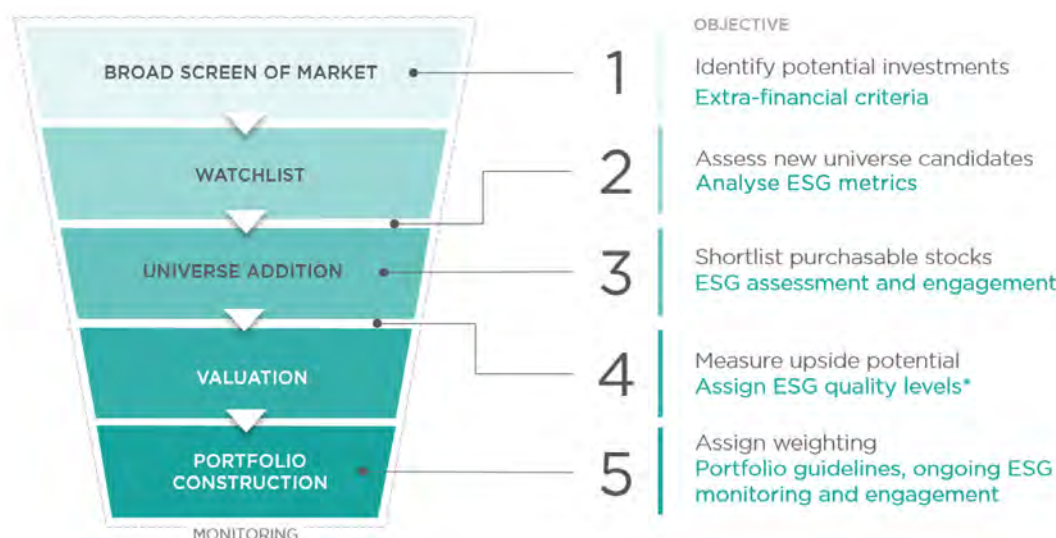 OBJECTIVE
BROAD SCREEN OF MARKET
1
Identify potential investments
Extra-financial criteria
WATCHLIST
2
Assess new universe candidates
Analyse ESG metrics
UNIVERSE ADDITION
3
Shortlist purchasable stocks
ESG assessment and engagement
VALUATION
4
Measure upside potential
Assign ESG quality levels*
PORTFOLIO
CONSTRUCTION
5
Assign weighting
Portfolio guidelines, ongoing ESG
monitoring and engagement
MONITORING